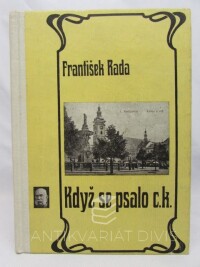 František Rada
Když se psalo c.k.
ANTIKVARIÁT DIVIŠ